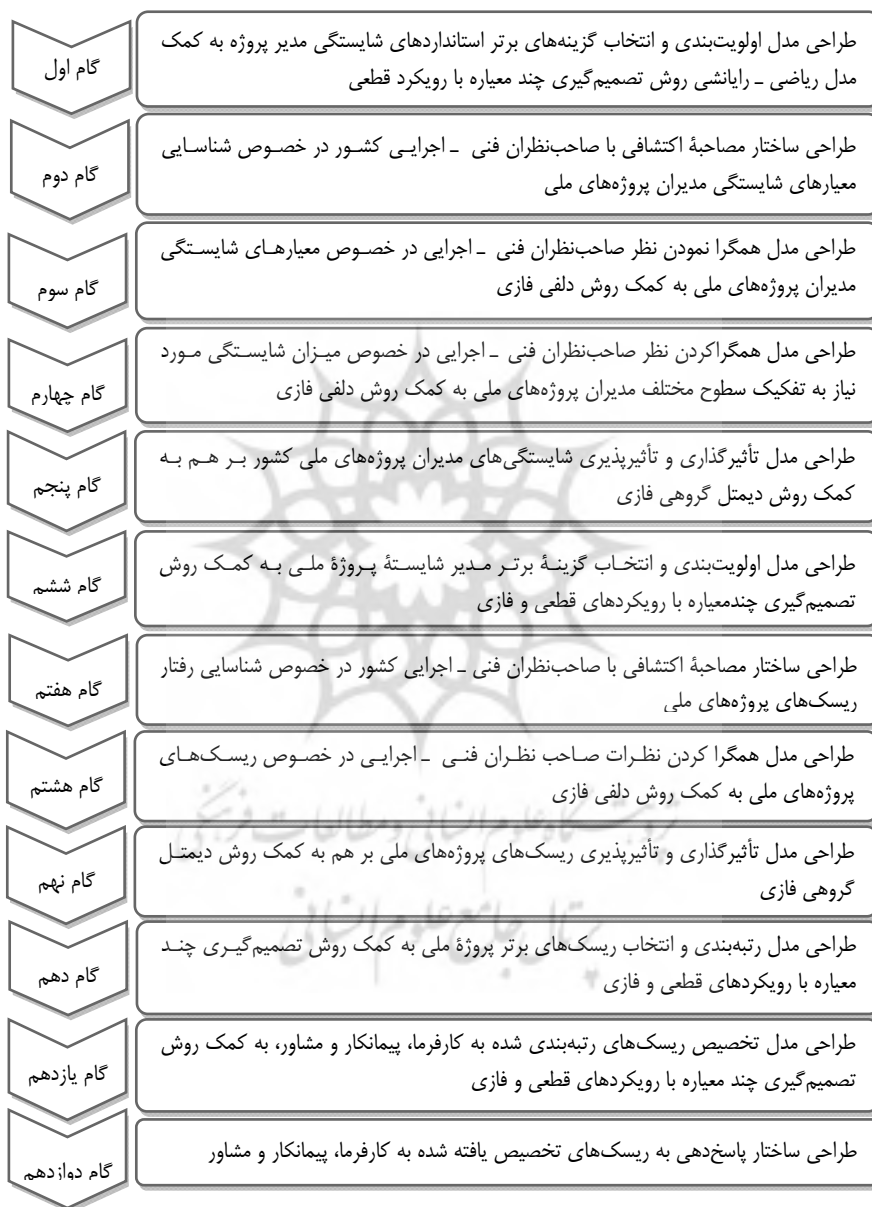 گام اول
طراحی مدل اولویت‌بندی و انتخاب گزینه‌های برتر استانداردهای شایستگی مدیر پروژه به کمک
مدل ریاضی ـ رایانشی روش تصمیم‌گیری چند معیاره با رویکرد قطعی
گام دوم
طراحی ساختار مصاحبهٔ اکتشافی با صاحب‌نظران فنی ـ اجرایی کشور در خصوص شناسایی
معیارهای شایستگی مدیران پروژه‌های ملی
گام سوم
طراحی مدل همگرا نمودن نظر صاحب‌نظران فنی ـ اجرایی در خصوص معیارهای شایستگی
مدیران پروژه‌های ملی به کمک روش دلفی فازی
گام چهارم
طراحی مدل همگراکردن نظر صاحب‌نظران فنی ـ اجرایی در خصوص میزان شایستگی مورد
نیاز به تفکیک سطوح مختلف مدیران پروژه‌های ملی به کمک روش دلفی فازی
گام پنجم
طراحی مدل تأثیرگذاری و تأثیرپذیری شایستگی‌های مدیران پروژه‌های ملی کشور بر هم به
کمک روش دیمتل گروهی فازی
گام ششم
طراحی مدل اولویت‌بندی و انتخاب گزینهٔ برتر مدیر شایستهٔ پروژهٔ ملی به کمک روش
تصمیم‌گیری چندمعیاره با رویکردهای قطعی و فازی
گام هفتم
طراحی ساختار مصاحبهٔ اکتشافی با صاحب‌نظران فنی ـ اجرایی کشور در خصوص شناسایی رفتار
ریسک‌های پروژه‌های ملی
گام هشتم
طراحی مدل همگرا کردن نظرات صاحب نظران فنی ـ اجرایی در خصوص ریسک‌های
پروژه‌های ملی به کمک روش دلفی فازی
گام نهم
طراحی مدل تأثیرگذاری و تأثیرپذیری ریسک‌های پروژه‌های ملی بر هم به کمک روش دیمتل
گروهی فازی
گام دهم
طراحی مدل رتبه‌بندی و انتخاب ریسک‌های برتر پروژهٔ ملی به کمک روش تصمیم‌گیری چند
معیاره با رویکردهای قطعی و فازی
گام یازدهم
طراحی مدل تخصیص ریسک‌های رتبه‌بندی شده به کارفرما، پیمانکار و مشاور، به کمک روش
تصمیم‌گیری چند معیاره با رویکردهای قطعی و فازی
گام دوازدهم
طراحی ساختار پاسخ‌دهی به ریسک‌های تخصیص یافته شده به کارفرما، پیمانکار و مشاور
پژوهشگاه علوم انسانی و مطالعات فرهنگی
پرتال جامع علوم انسانی